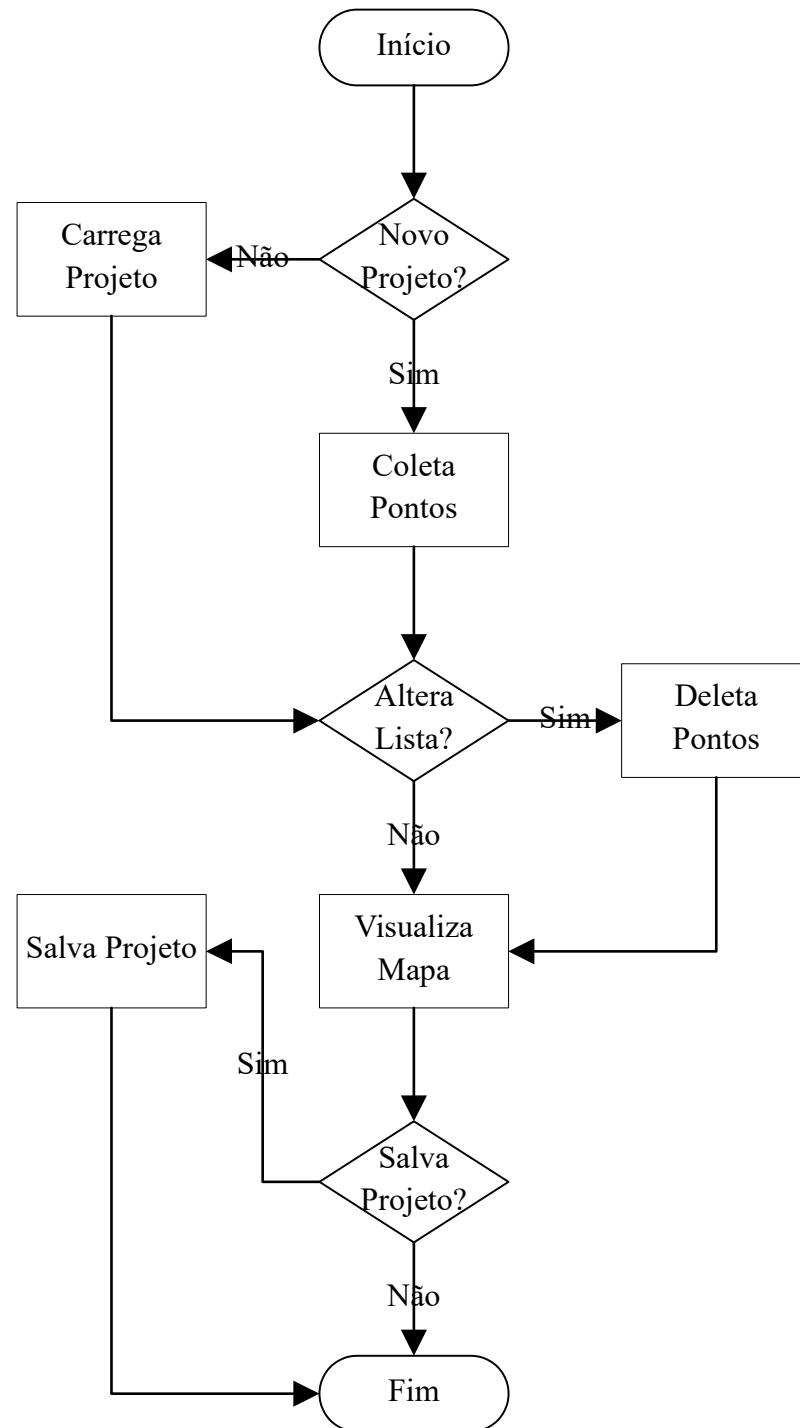 Início
Novo
Projeto?
Não
Carrega
Projeto
Sim
Coleta
Pontos
Altera
Lista?
Sim
Deleta
Pontos
Não
Visualiza
Mapa
Salva Projeto
Sim
Salva
Projeto?
Não
Fim